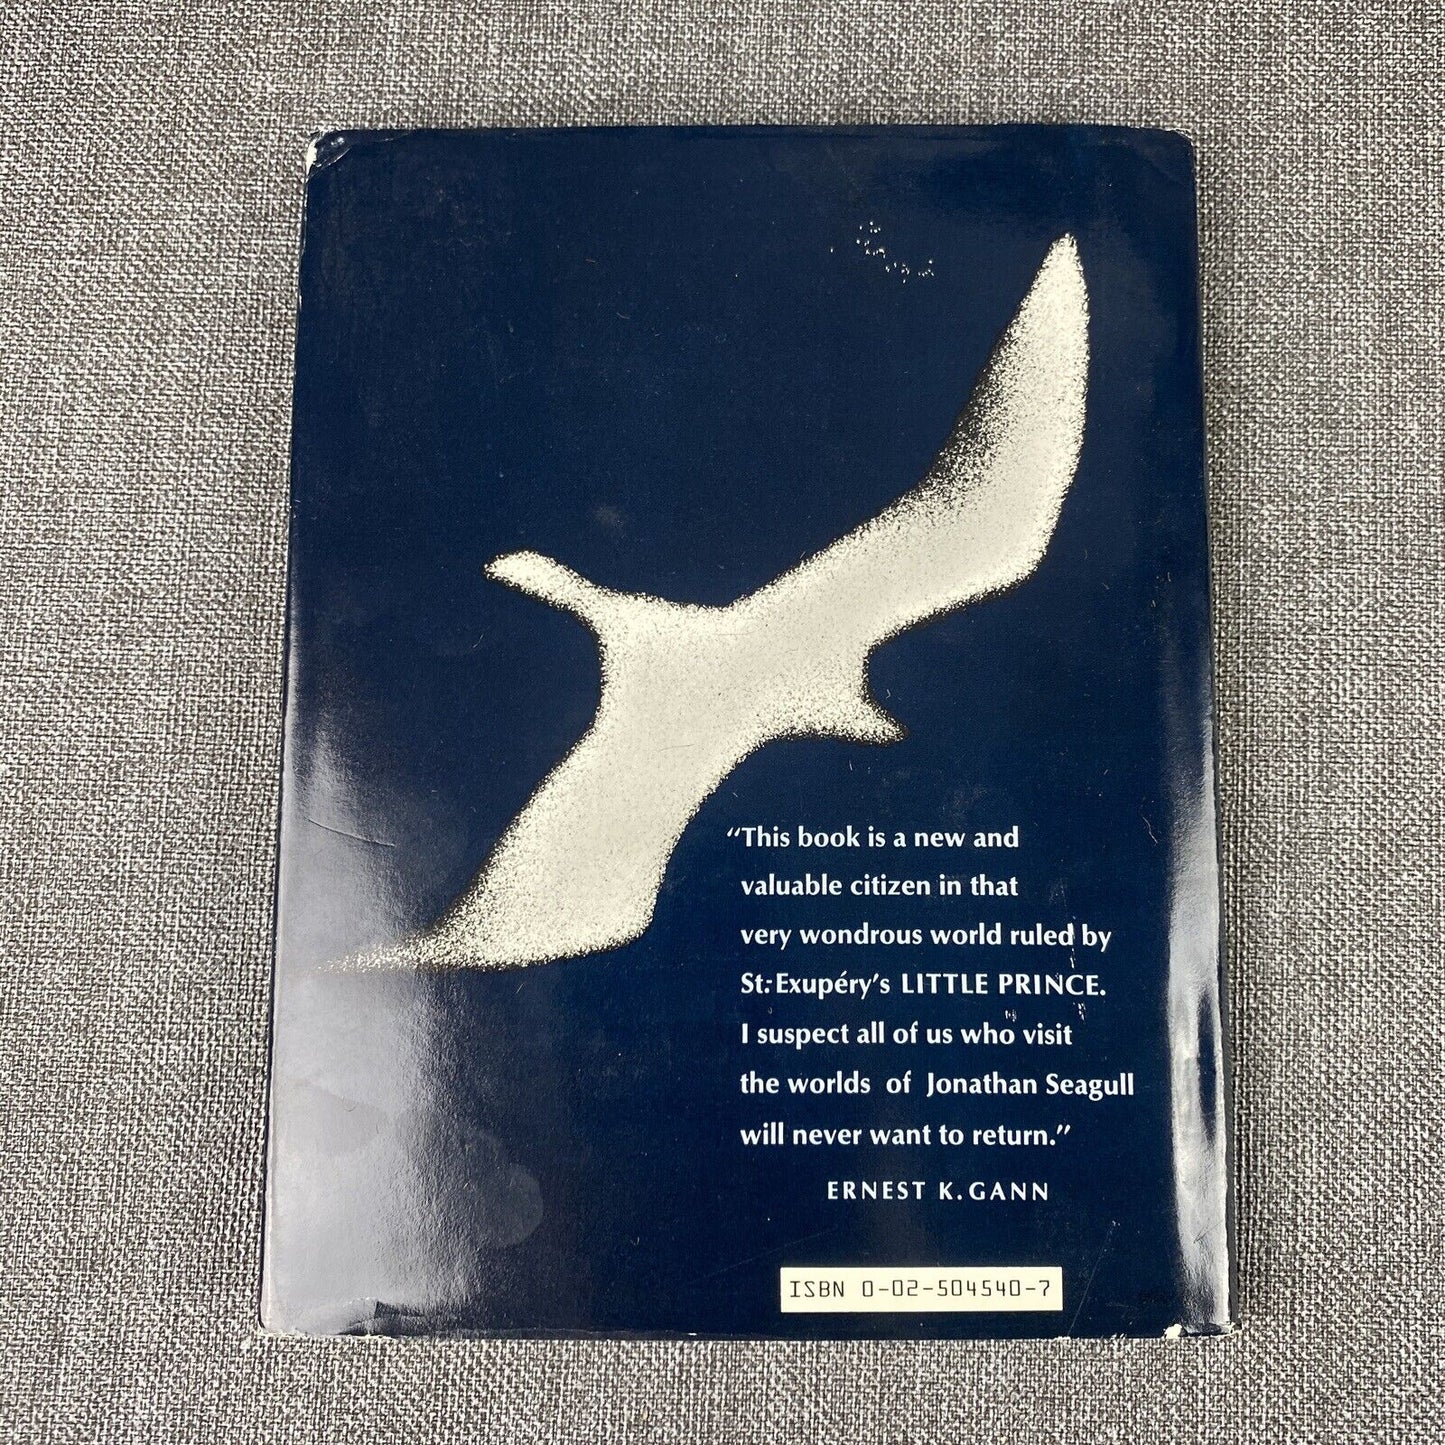 “This book is a new and
valuable citizen in that
very wondrous world ruled by
St.-Exupéry’s LITTLE PRINCE.
I suspect all of us who visit
the worlds of Jonathan Seagull
will never want to return.”
ERNEST K. GANN
ISBN 0-02-504540-7